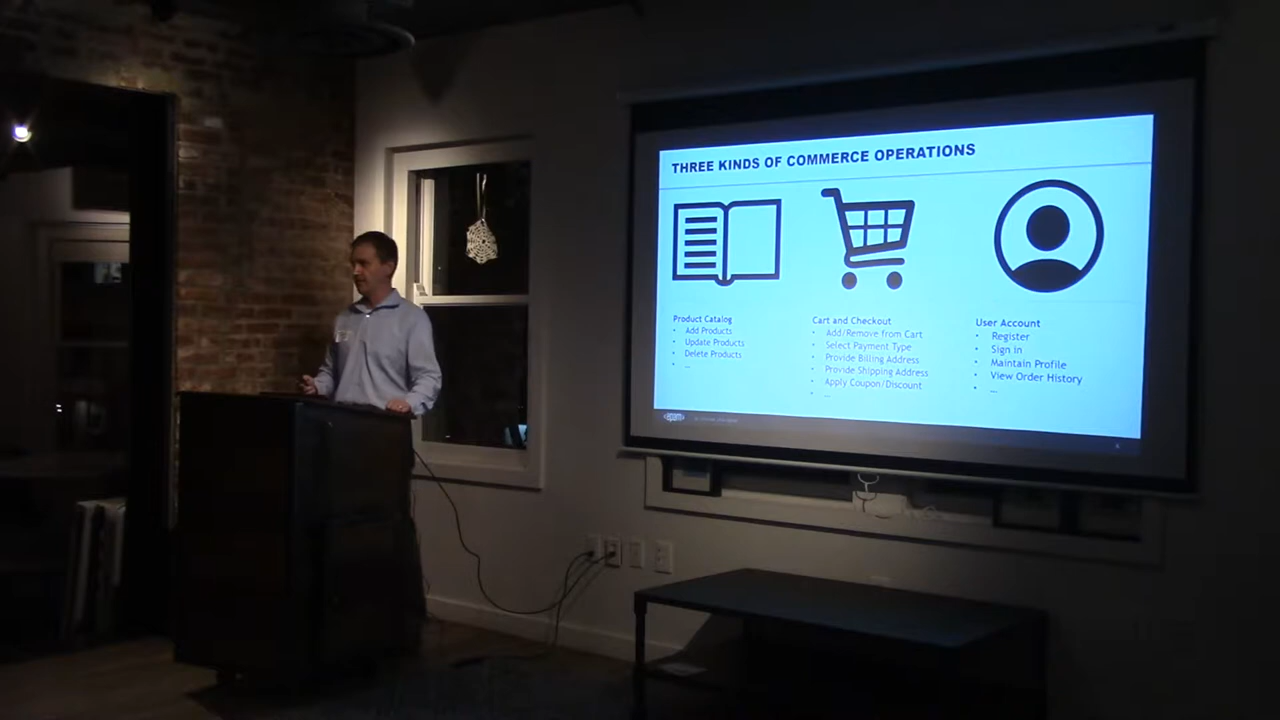 THREE KINDS OF COMMERCE OPERATIONS
Product Catalog
• Add Products
• Update Products
• Delete Products
• ...
Cart and Checkout
• Add/Remove from Cart
• Select Payment Type
• Provide Billing Address
• Provide Shipping Address
• Apply Coupon/Discount
• ...
User Account
• Register
• Sign in
• Maintain Profile
• View Order History
• ...
<epam>